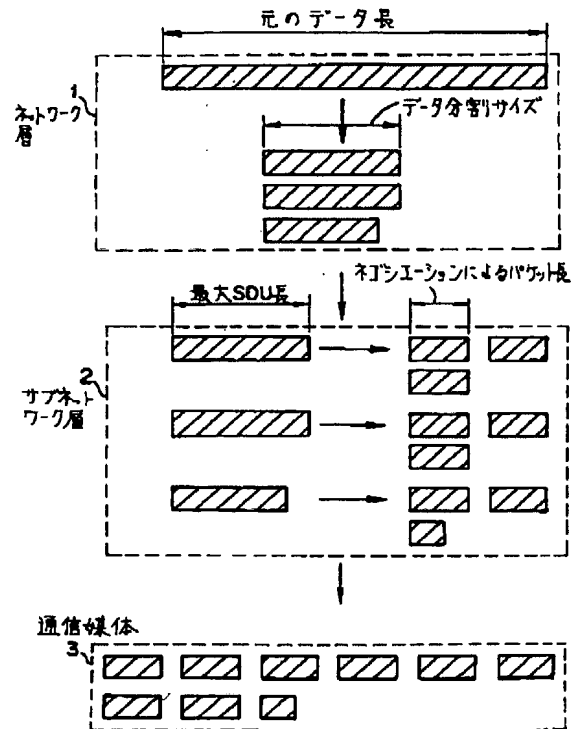 元のデータ長
1
ネットワーク
層
データ分割サイズ
ネゴシエーションによるパケット長
最大SDU長
2
サブネット
ワーク層
通信媒体
3